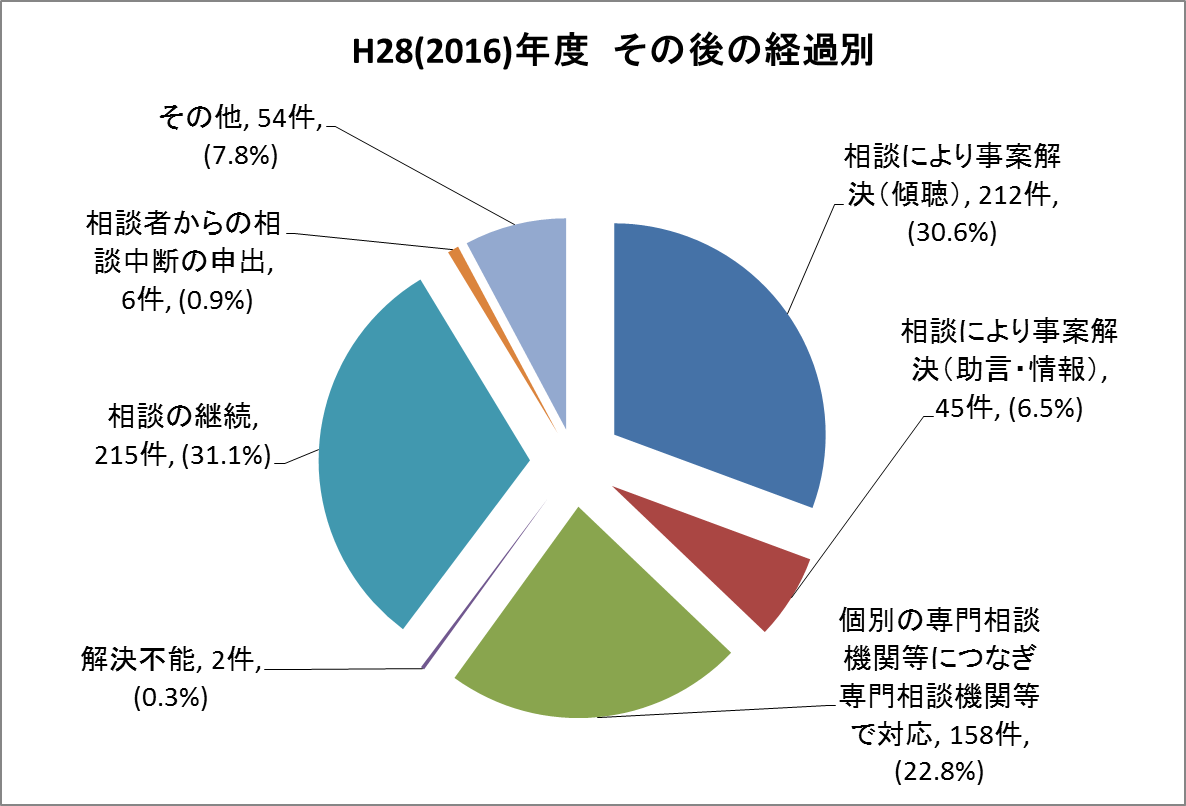 H28(2016)年度　その後の経過別
その他, 54件,
(7.8%)
相談により事案解
決（傾聴）, 212件,
(30.6%)
相談者からの相
談中断の申出,
6件, (0.9%)
相談により事案解
決（助言・情報）,
45件, (6.5%)
相談の継続,
215件, (31.1%)
個別の専門相談
機関等につなぎ
専門相談機関等
で対応, 158件,
(22.8%)
解決不能, 2件,
(0.3%)